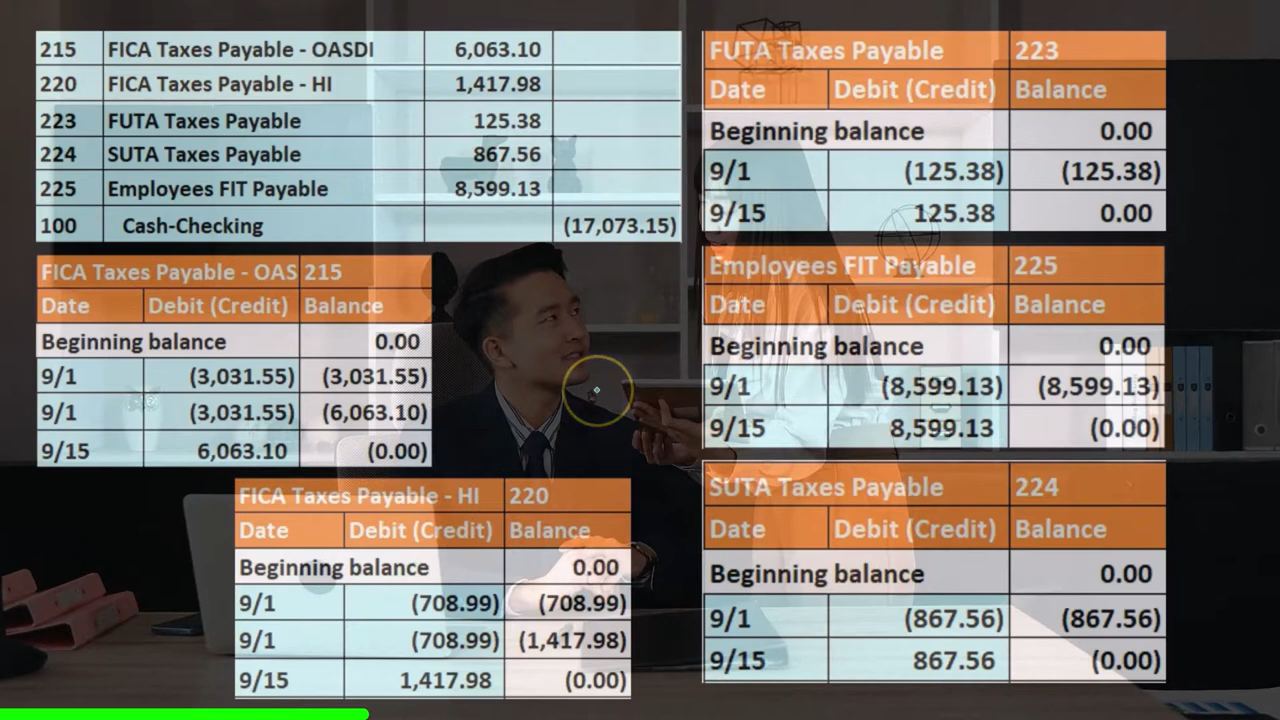 215 FICA Taxes Payable - OASDI 6,063.10
220 FICA Taxes Payable - HI 1,417.98
223 FUTA Taxes Payable 125.38
224 SUTA Taxes Payable 867.56
225 Employees FIT Payable 8,599.13
100 Cash-Checking (17,073.15)
FICA Taxes Payable - OAS 215
Date Debit (Credit) Balance
Beginning balance 0.00
9/1 (3,031.55) (3,031.55)
9/1 (3,031.55) (6,063.10)
9/15 6,063.10 (0.00)
FICA Taxes Payable - HI 220
Date Debit (Credit) Balance
Beginning balance 0.00
9/1 (708.99) (708.99)
9/1 (708.99) (1,417.98)
9/15 1,417.98 (0.00)
FUTA Taxes Payable 223
Date Debit (Credit) Balance
Beginning balance 0.00
9/1 (125.38) (125.38)
9/15 125.38 0.00
Employees FIT Payable 225
Date Debit (Credit) Balance
Beginning balance 0.00
9/1 (8,599.13) (8,599.13)
9/15 8,599.13 (0.00)
SUTA Taxes Payable 224
Date Debit (Credit) Balance
Beginning balance 0.00
9/1 (867.56) (867.56)
9/15 867.56 (0.00)